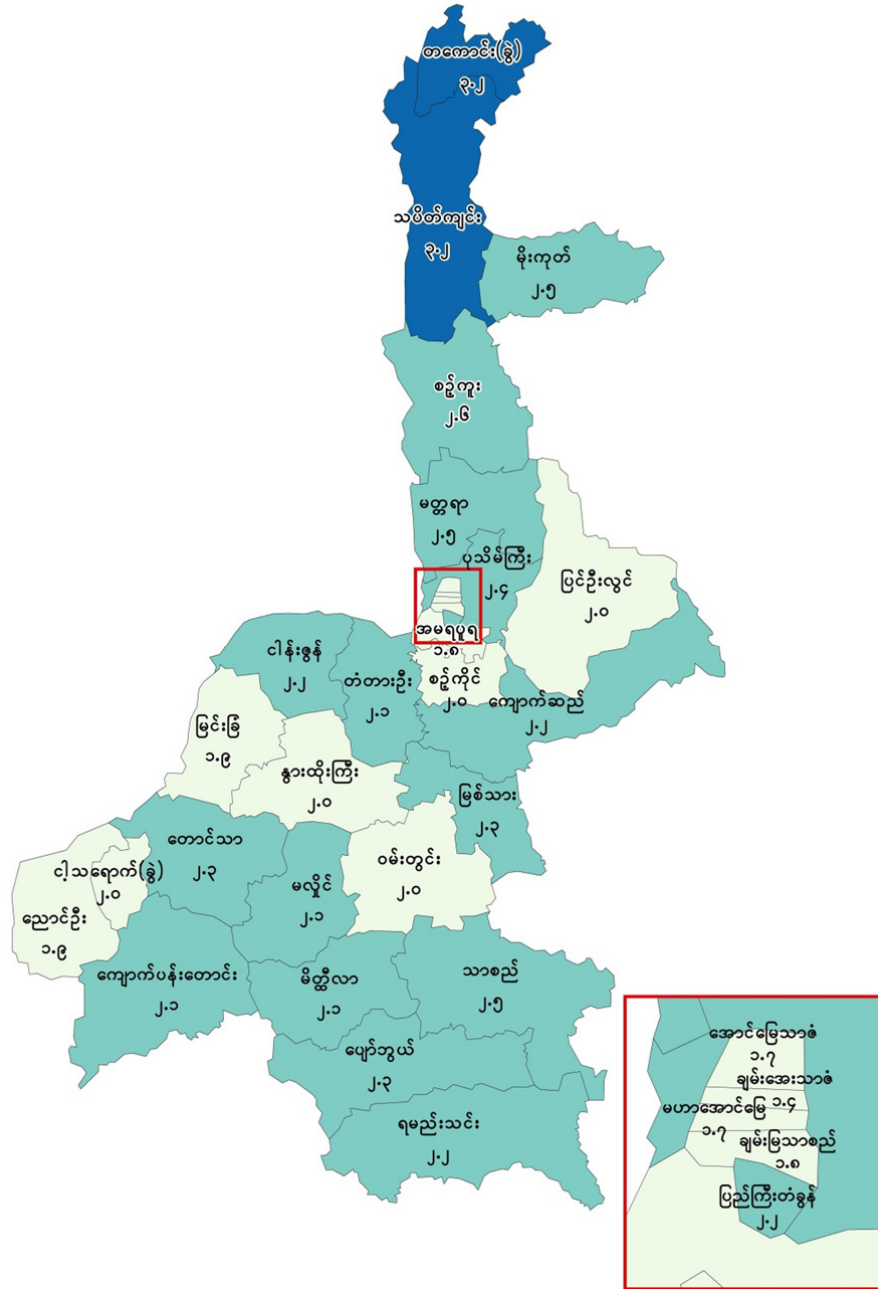 တကောင်း(ခွဲ)
၃.၂
သပိတ်ကျင်း
၃.၂
မိုးကုတ်
၂.၅
စဥ့်ကူး
၂.၆
မတ္တရာ
၂.၅
ပုသိမ်ကြီး
၂.၄
ပြင်ဦးလွင်
၂.၀
အမရပူရ
၁.၈
စဥ့်ကိုင်
၂.၀
ကျောက်ဆည်
၂.၂
ငါန်းဇွန်
၂.၂
တံတားဦး
၂.၁
မြင်းခြံ
၁.၉
နွားထိုးကြီး
၂.၀
မြစ်သား
၂.၃
တောင်သာ
၂.၃
ဝမ်းတွင်း
၂.၀
ငါ့သရောက်(ခွဲ)
၂.၀
မလှိုင်
၂.၁
ညောင်ဦး
၁.၉
ကျောက်ပန်းတောင်း
၂.၁
မိတ္ထီလာ
၂.၁
သာစည်
၂.၅
ပျော်ဘွယ်
၂.၃
ရမည်းသင်း
၂.၂
အောင်မြေသာဇံ
၁.၇
ချမ်းအေးသာဇံ
၁.၄
မဟာအောင်မြေ
၁.၇
ချမ်းမြသာစည်
၁.၈
ပြည်ကြီးတံခွန်
၂.၂